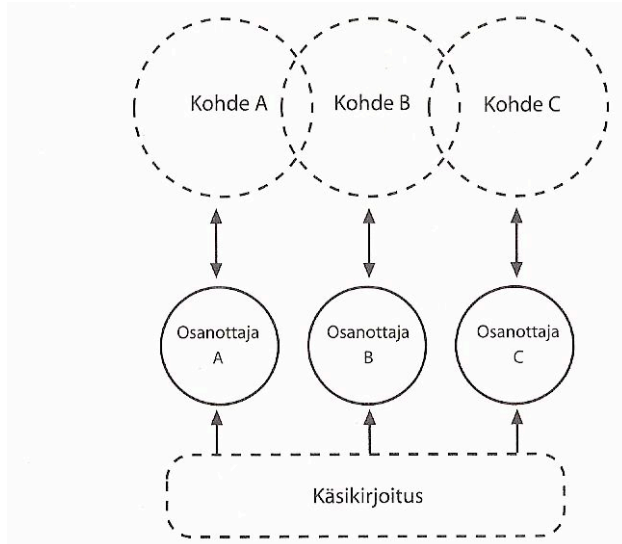 Kohde A
Kohde B
Kohde C
Osanottaja
A
Osanottaja
B
Osanottaja
C
Käsikirjoitus